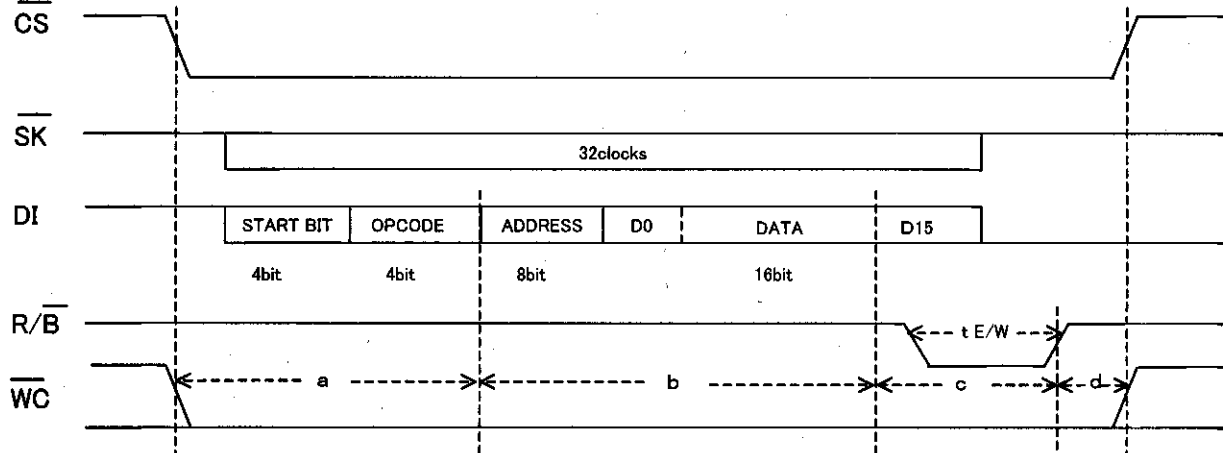 CS
SK
32clocks
DI
START BIT OPCODE ADDRESS D0 DATA D15
4bit 4bit 8bit 16bit
R/B
t E/W
WC
a b c d